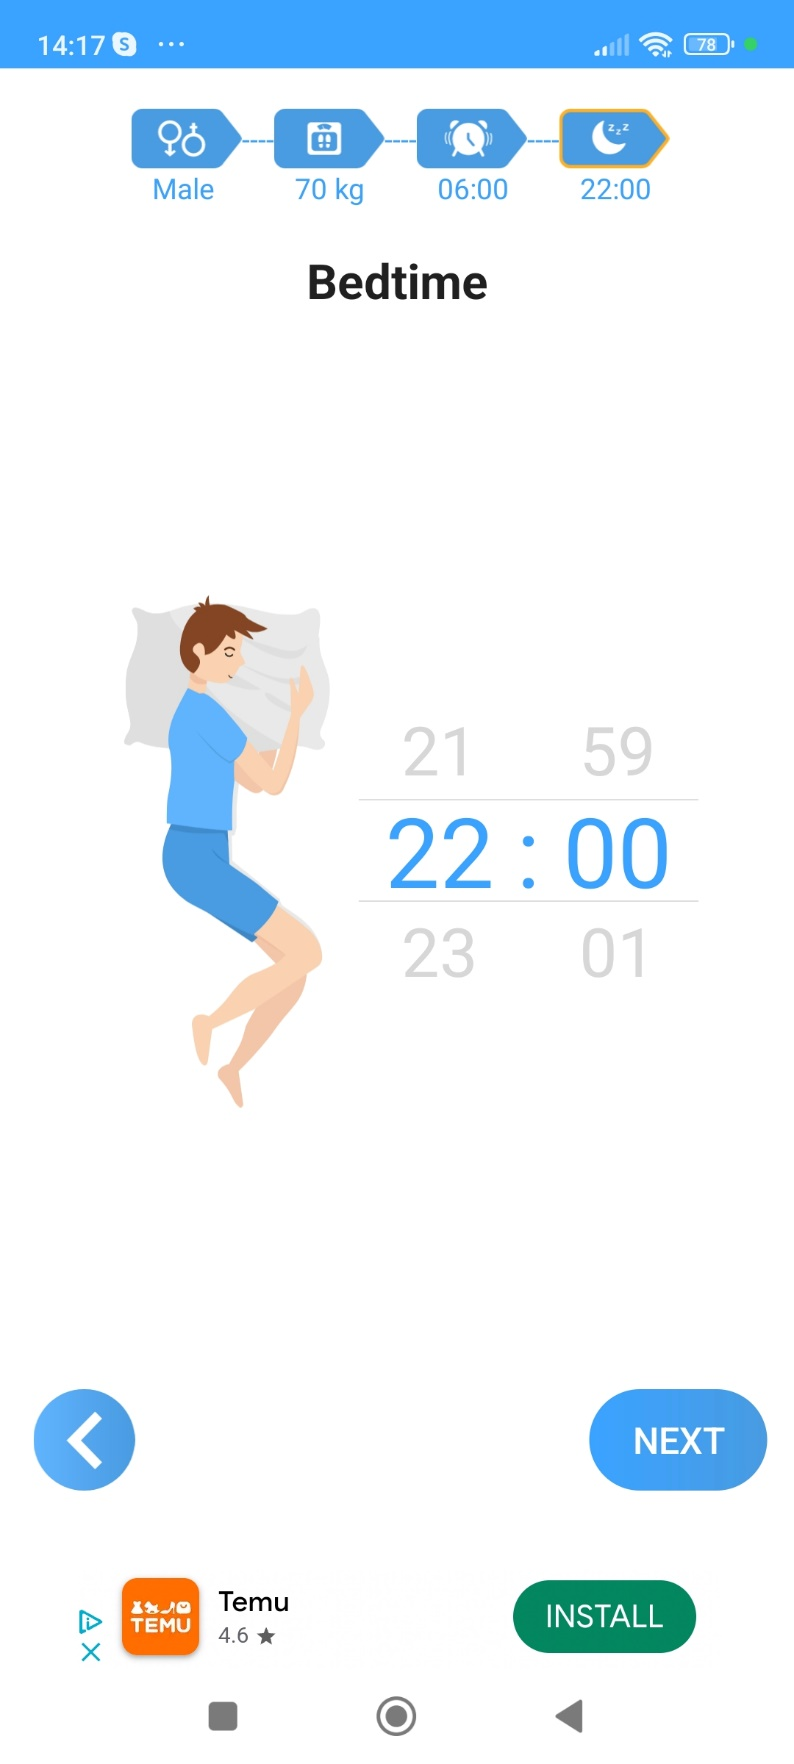 14:17 S ...
78
Male 70 kg 06:00 22:00
Bedtime
21 59
22 : 00
23 01
NEXT
TEMU
Temu
4.6 ★
INSTALL